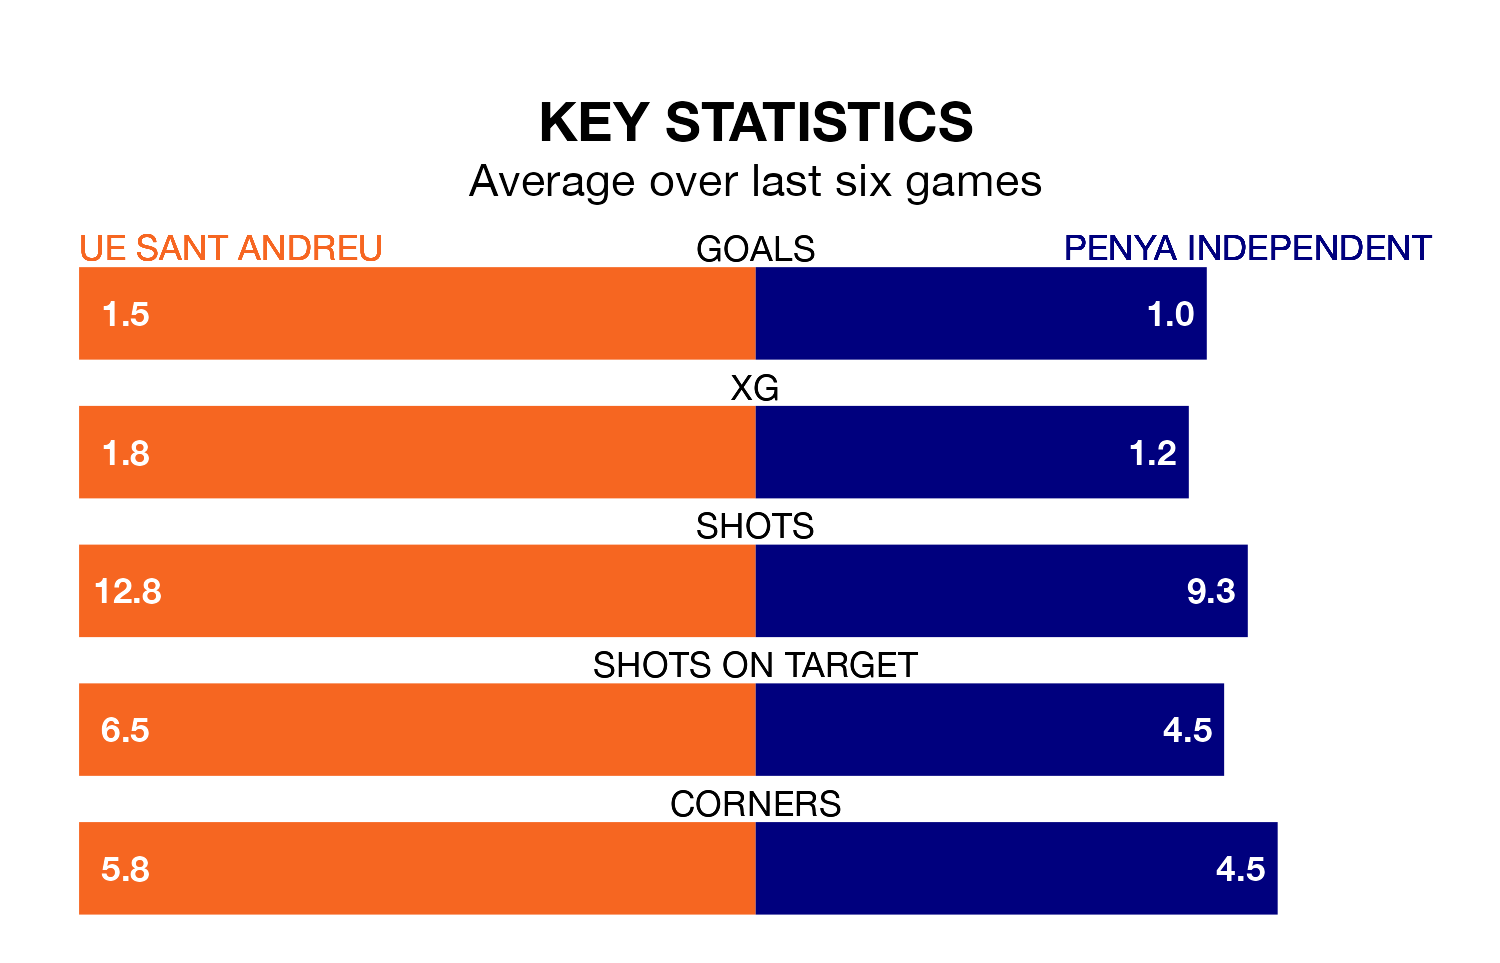 KEY STATISTICS
Average over last six games
UE SANT ANDREU GOALS PENYA INDEPENDENT
1.5 1.0
XG
1.8 1.2
SHOTS
12.8 9.3
SHOTS ON TARGET
6.5 4.5
CORNERS
5.8 4.5